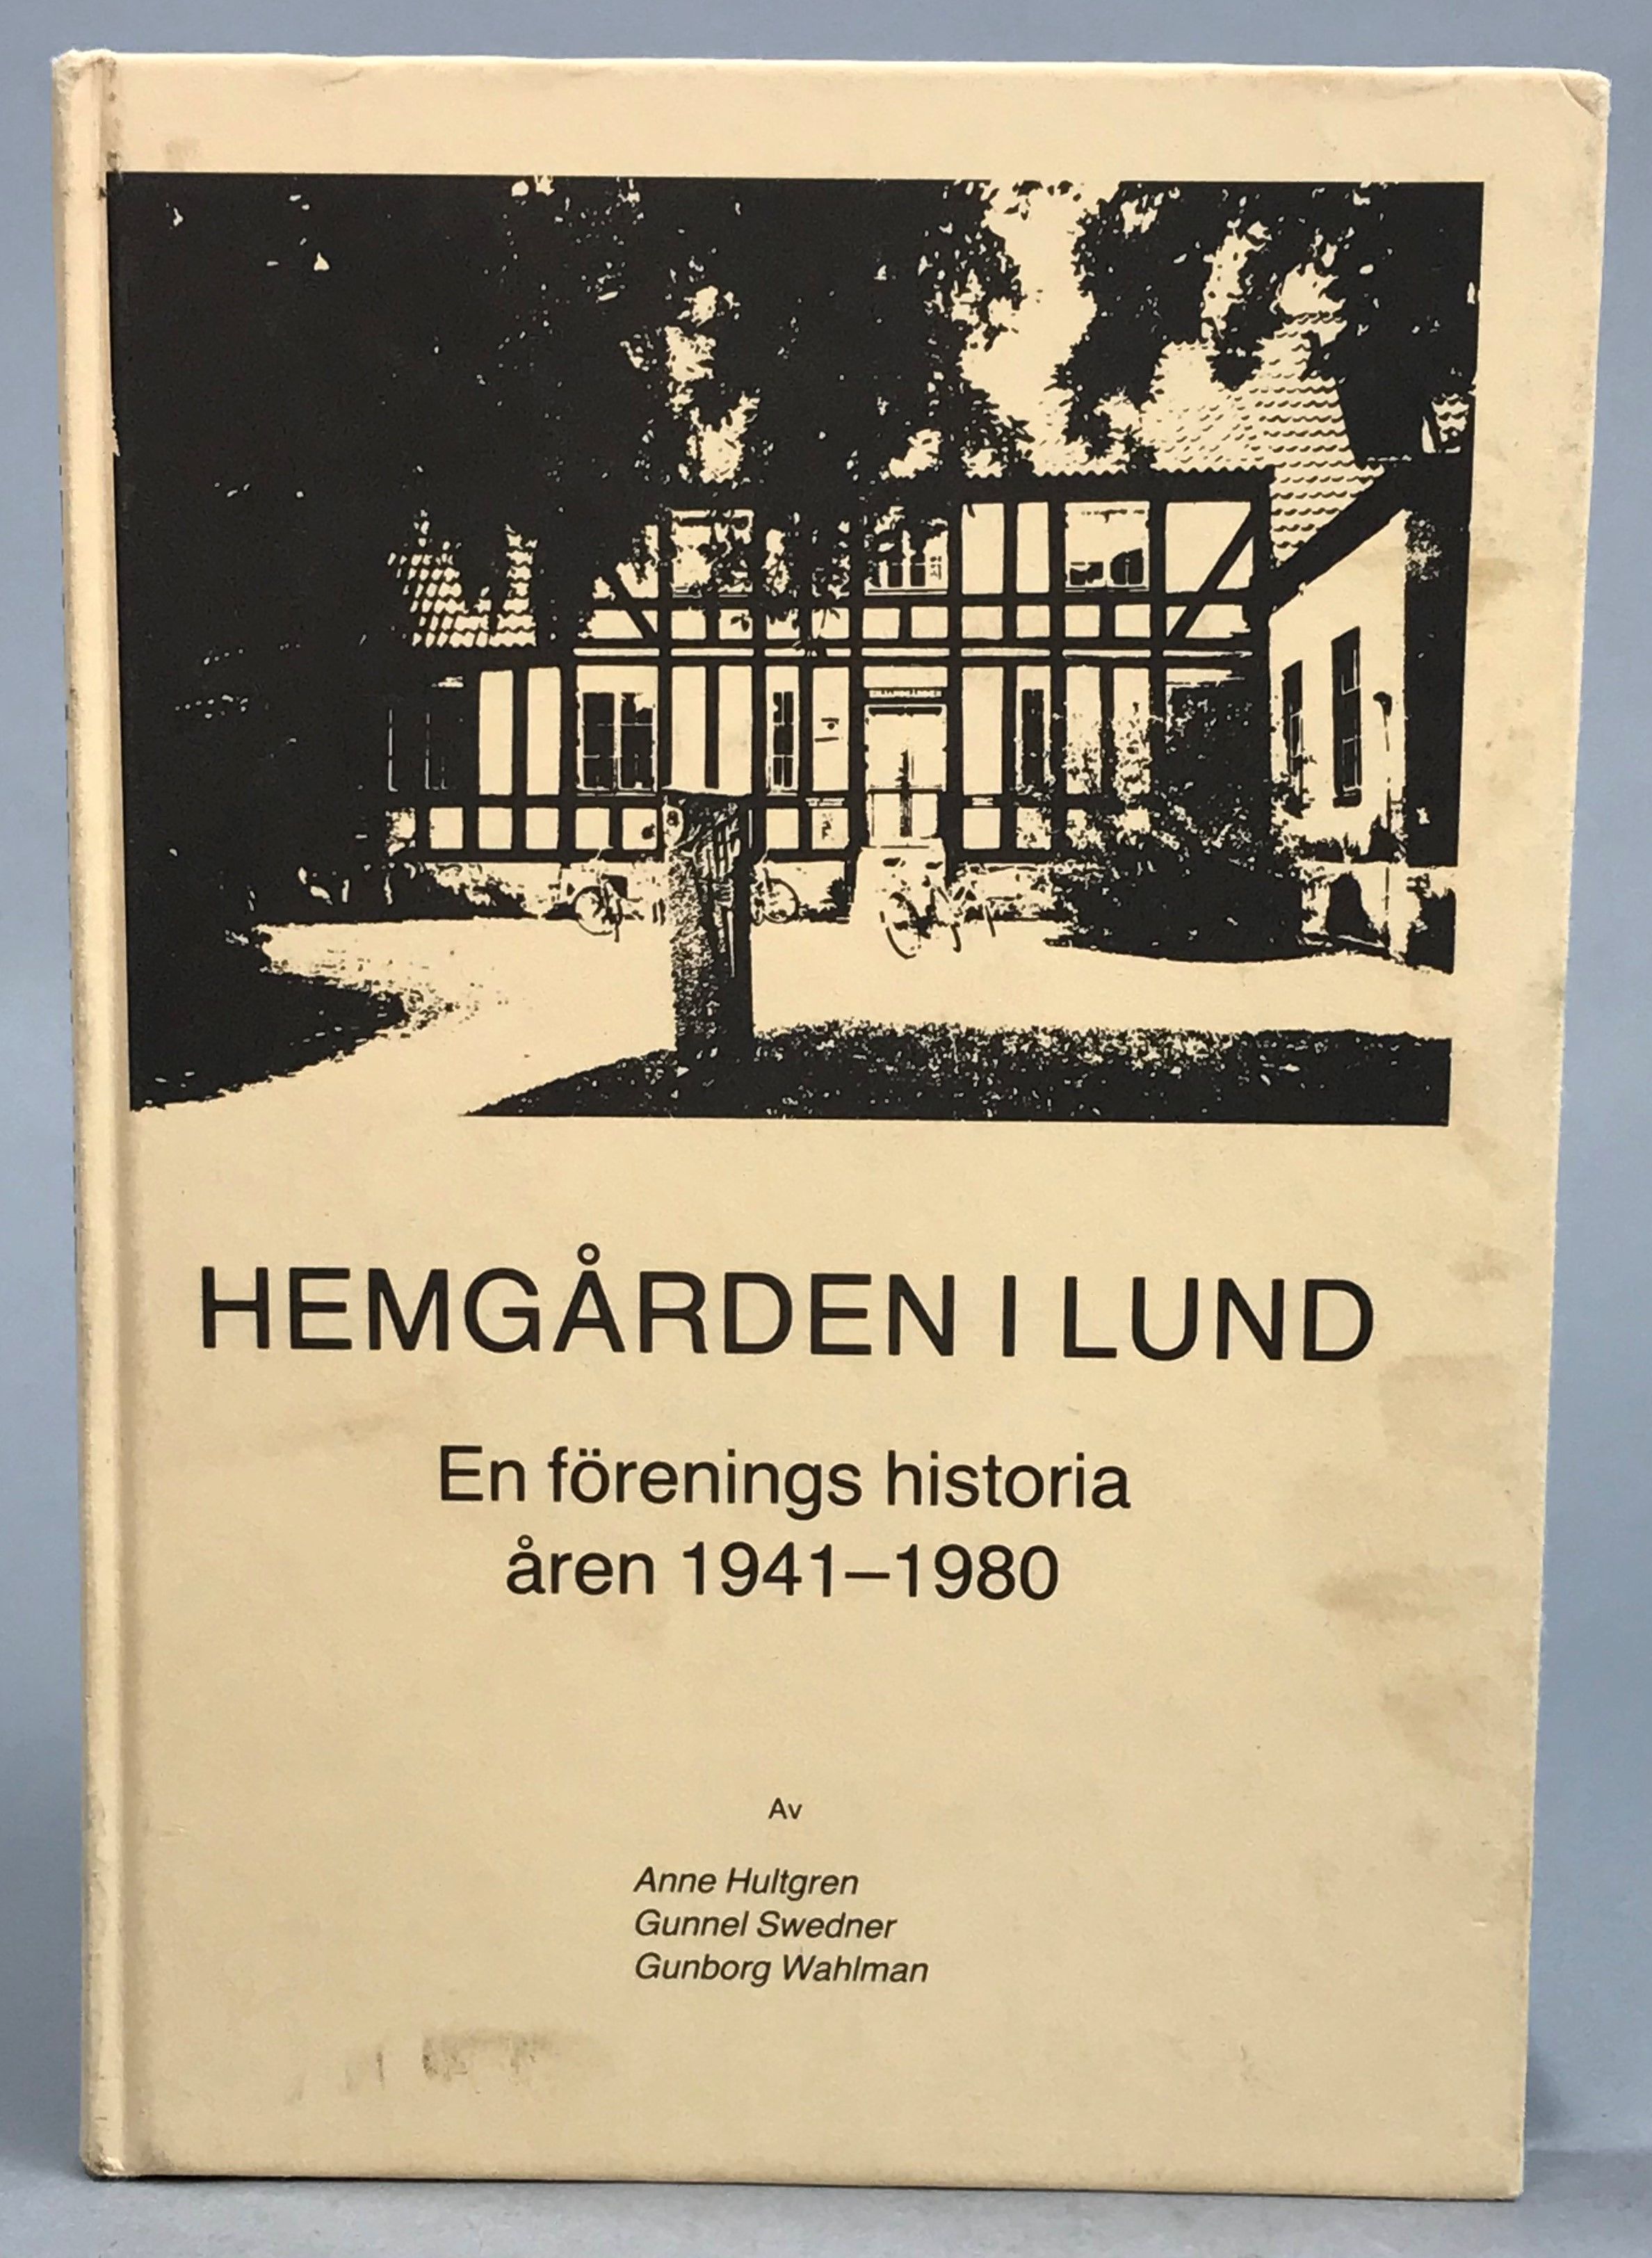 HEMGÅRDEN I LUND
En förenings historia
åren 1941–1980
Av
Anne Hultgren
Gunnel Swedner
Gunborg Wahlman